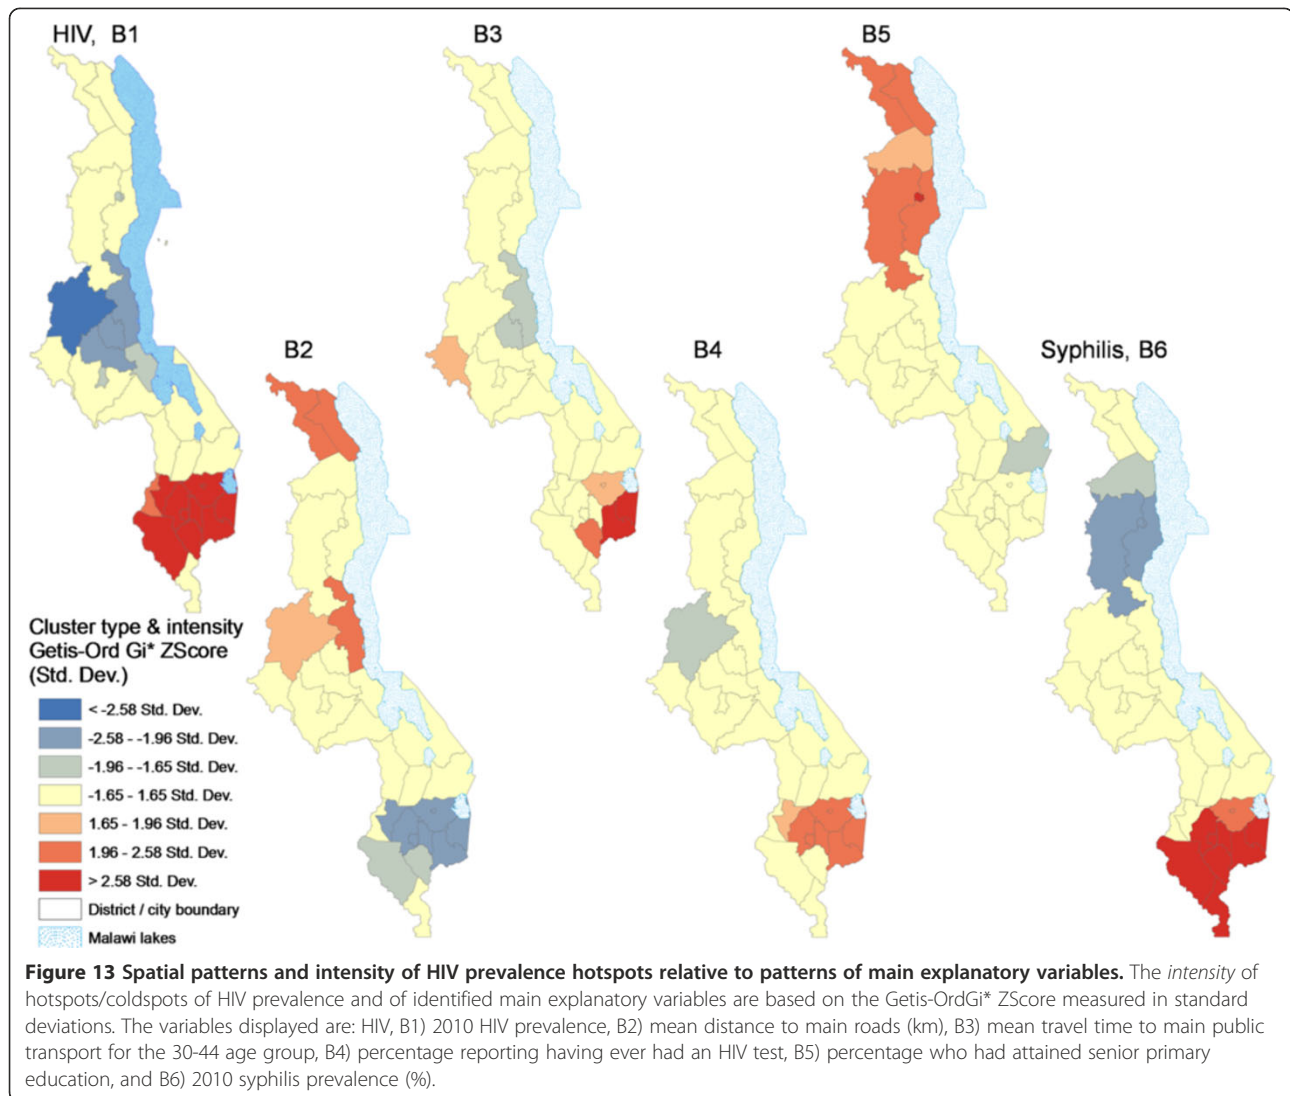 HIV, B1
B3
B5
B2
B4
Syphilis, B6
Cluster type & intensity
Getis-Ord Gi* ZScore
(Std. Dev.)
< -2.58 Std. Dev.
-2.58 - -1.96 Std. Dev.
-1.96 - -1.65 Std. Dev.
-1.65 - 1.65 Std. Dev.
1.65 - 1.96 Std. Dev.
1.96 - 2.58 Std. Dev.
> 2.58 Std. Dev.
District / city boundary
Malawi lakes
Figure 13 Spatial patterns and intensity of HIV prevalence hotspots relative to patterns of main explanatory variables. The intensity of
hotspots/coldspots of HIV prevalence and of identified main explanatory variables are based on the Getis-OrdGi* ZScore measured in standard
deviations. The variables displayed are: HIV, B1) 2010 HIV prevalence, B2) mean distance to main roads (km), B3) mean travel time to main public
transport for the 30-44 age group, B4) percentage reporting having ever had an HIV test, B5) percentage who had attained senior primary
education, and B6) 2010 syphilis prevalence (%).